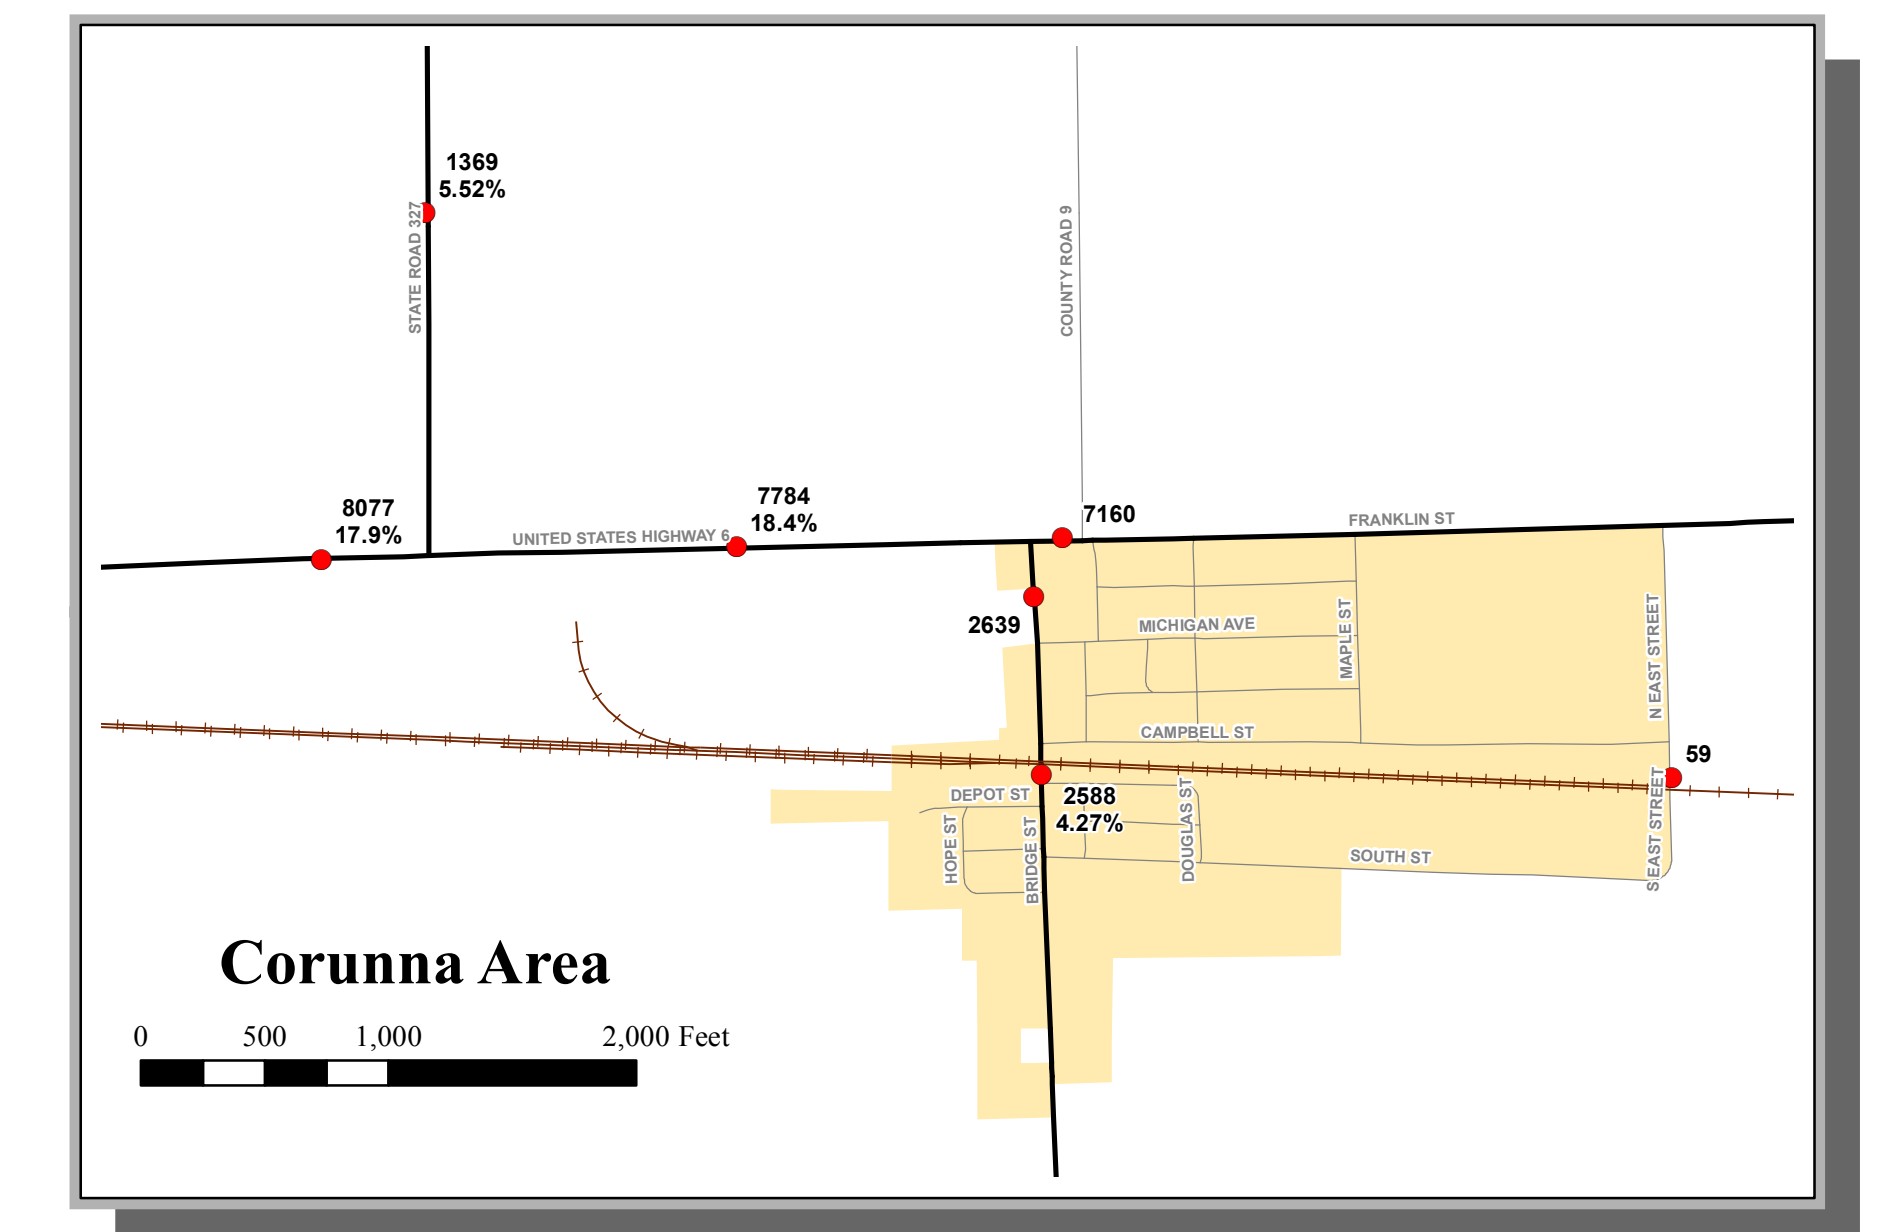 1369
5.52%
STATE ROAD 327
COUNTY ROAD 9
8077
17.9%
UNITED STATES HIGHWAY 6
7784
18.4%
7160
FRANKLIN ST
2639
MICHIGAN AVE
MAPLE ST
N EAST STREET
CAMPBELL ST
59
DEPOT ST
2588
4.27%
HOPE ST
BRIDGE ST
DOUGLAS ST
SOUTH ST
S EAST STREET
Corunna Area
0 500 1,000 2,000 Feet